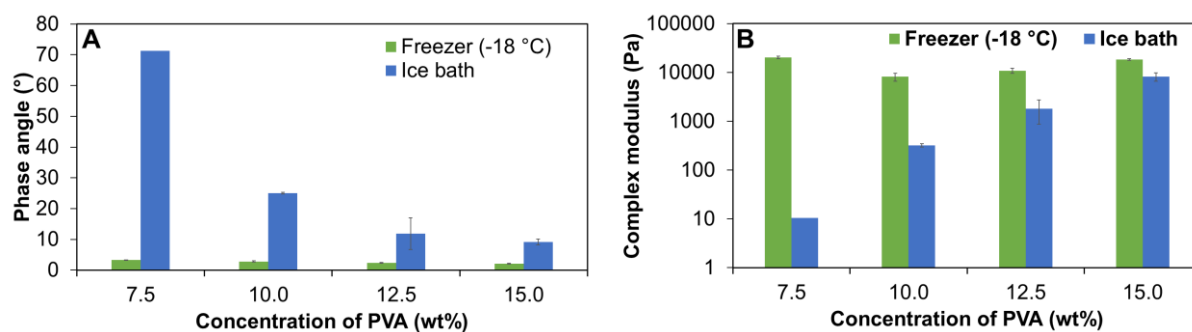 A
Phase angle (°)
80
70
60
50
40
30
20
10
0
Freezer (-18 °C)
Ice bath
7.5 10.0 12.5 15.0
Concentration of PVA (wt%)
B
Complex modulus (Pa)
100000
10000
1000
100
10
1
Freezer (-18 °C) Ice bath
7.5 10.0 12.5 15.0
Concentration of PVA (wt%)